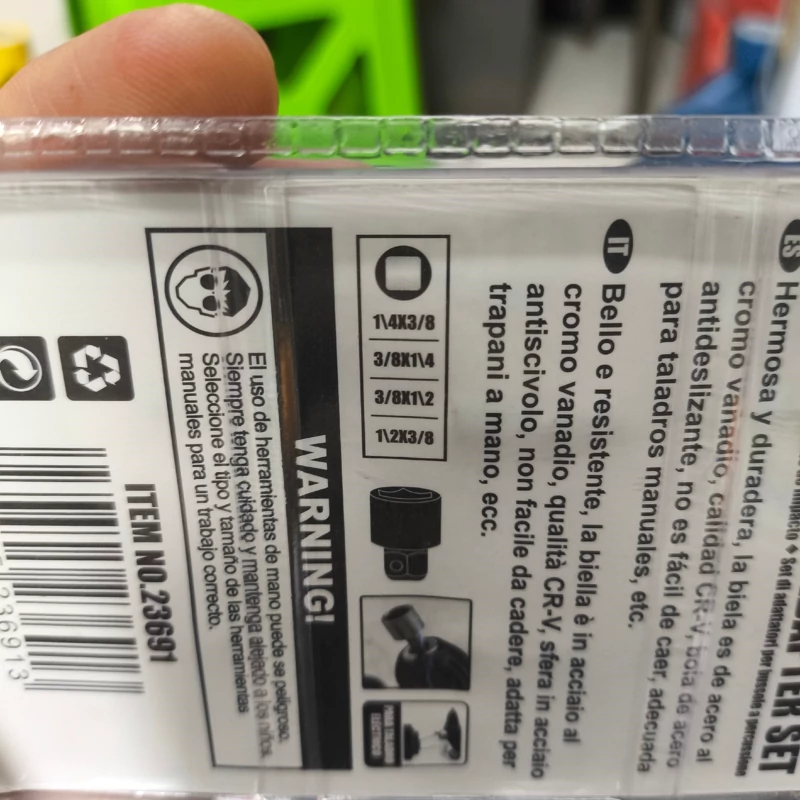 TER SET
impacto • Set di adattatori per bussole a percussione
ES Hermosa y duradera, la biela es de acero al
cromo vanadio, calidad CR-V, bola de acero
antideslizante, no es fácil de caer, adecuada
para taladros manuales, etc.
IT Bello e resistente, la biella è in acciaio al
cromo vanadio, qualità CR-V, sfera in acciaio
antiscivolo, non facile da cadere, adatta per
trapani a mano, ecc.
1\4X3/8
3/8X1\4
3/8X1\2
1\2X3/8
WARNING!
El uso de herramientas de mano puede se peligroso.
Siempre tenga cuidado y mantenga alejado a los niños.
Seleccione el tipo y tamaño de las herramientas
manuales para un trabajo correcto.
ITEM NO.23691
236913